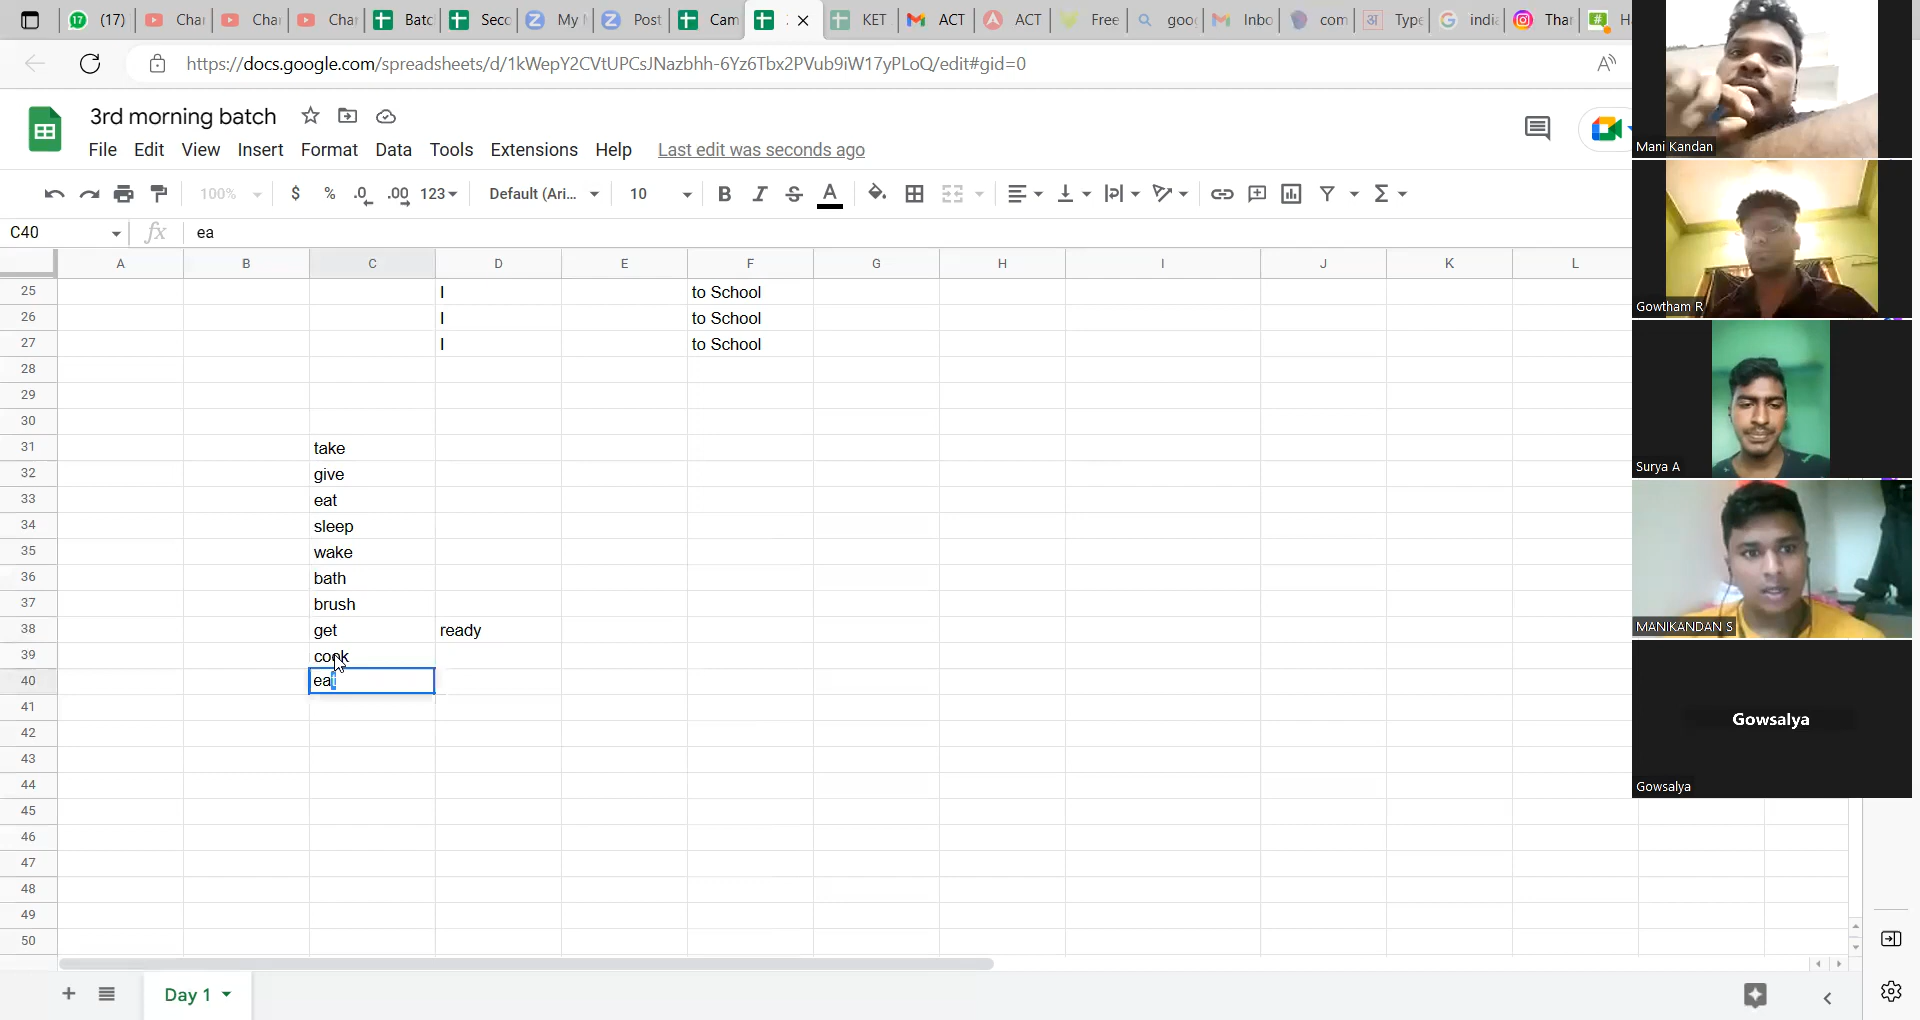 (17) Char Cha Char Batc Secc My Post Cam KET ACT ACT Free goo Inbo com Type indi Thar H
https://docs.google.com/spreadsheets/d/1kWepY2CVtUPCsJNazbhh-6Yz6Tbx2PVub9iW17yPLoQ/edit#gid=0
3rd morning batch
File Edit View Insert Format Data Tools Extensions Help Last edit was seconds ago
100% $ % .0 .00 123 Default (Ari... 10 B I S A
C40 fx ea
A B C D E F G H I J K L
25 I to School
26 I to School
27 I to School
28
29
30
31 take
32 give
33 eat
34 sleep
35 wake
36 bath
37 brush
38 get ready
39 cook
40 eat
41
42
43
44
45
46
47
48
49
50
Day 1
Mani Kandan
Gowtham R
Surya A
MANIKANDAN S
Gowsalya
Gowsalya